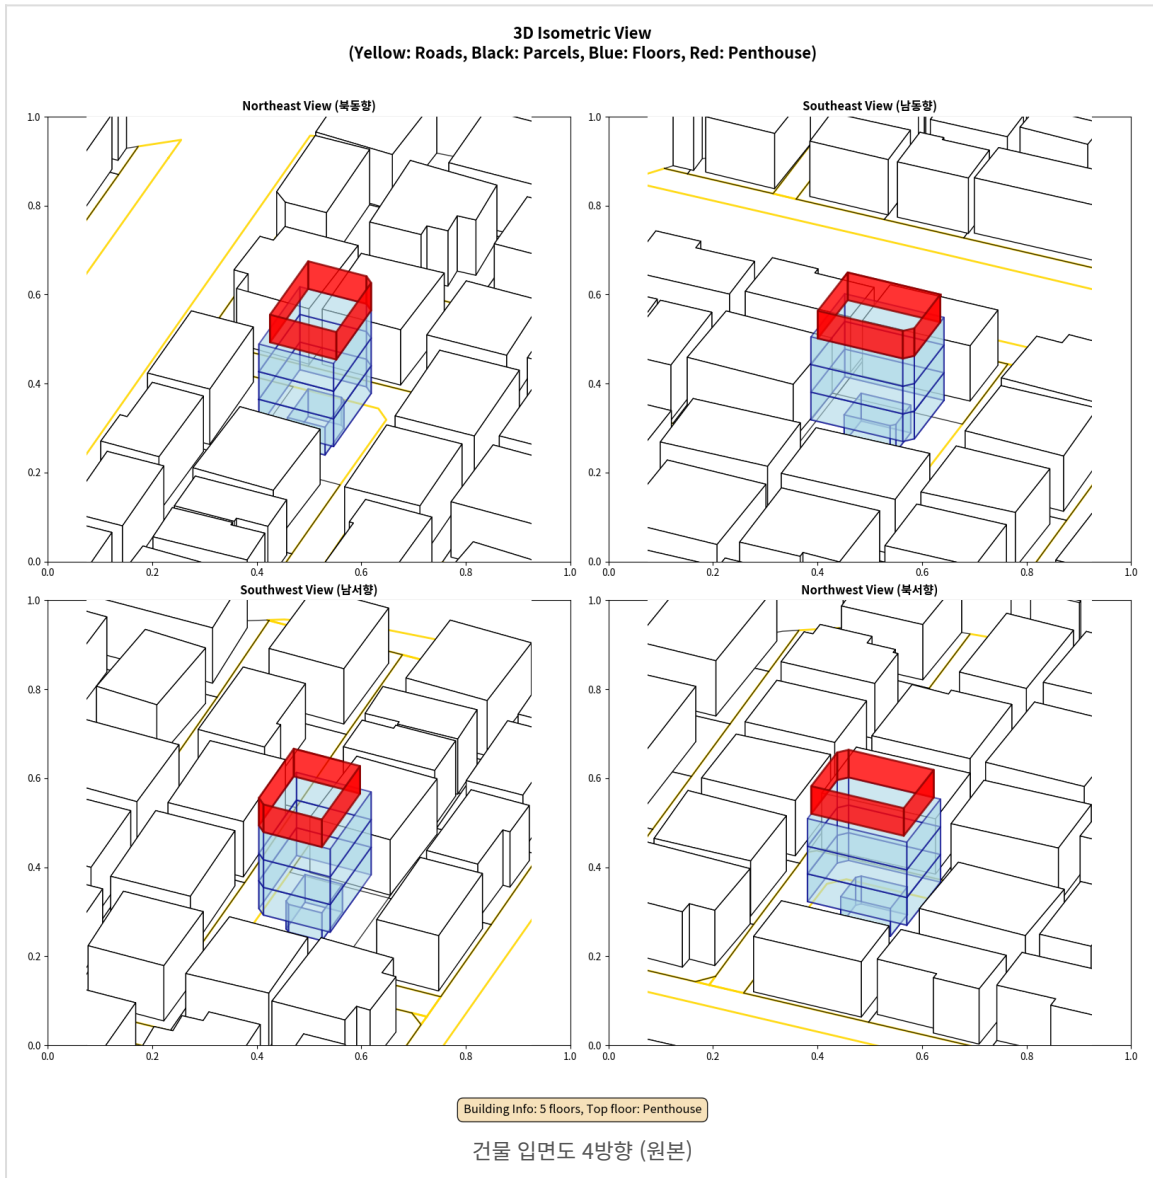 3D Isometric View
(Yellow: Roads, Black: Parcels, Blue: Floors, Red: Penthouse)
Northeast View (북동향)
1.0
0.8
0.6
0.4
0.2
0.0
0.0 0.2 0.4 0.6 0.8 1.0
Southeast View (남동향)
1.0
0.8
0.6
0.4
0.2
0.0
0.0 0.2 0.4 0.6 0.8 1.0
Southwest View (남서향)
1.0
0.8
0.6
0.4
0.2
0.0
0.0 0.2 0.4 0.6 0.8 1.0
Northwest View (북서향)
1.0
0.8
0.6
0.4
0.2
0.0
0.0 0.2 0.4 0.6 0.8 1.0
Building Info: 5 floors, Top floor: Penthouse
건물 입면도 4방향 (원본)